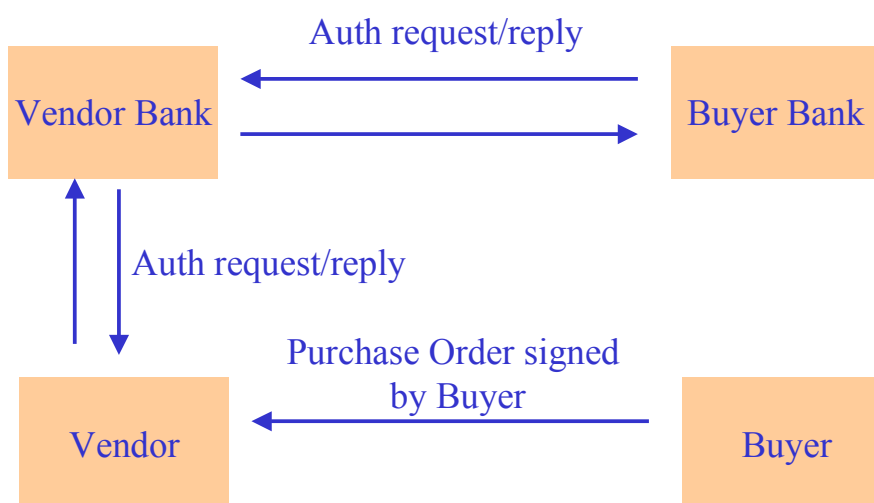 Auth request/reply
Vendor Bank
Buyer Bank
Auth request/reply
Purchase Order signed
by Buyer
Vendor
Buyer